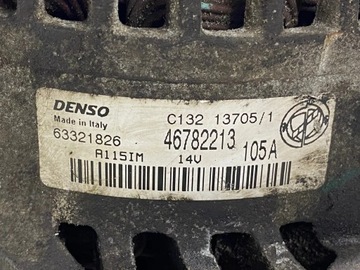 DENSO C132 13705/1
Made in Italy
63321826 46782213
A115IM 14V 105A